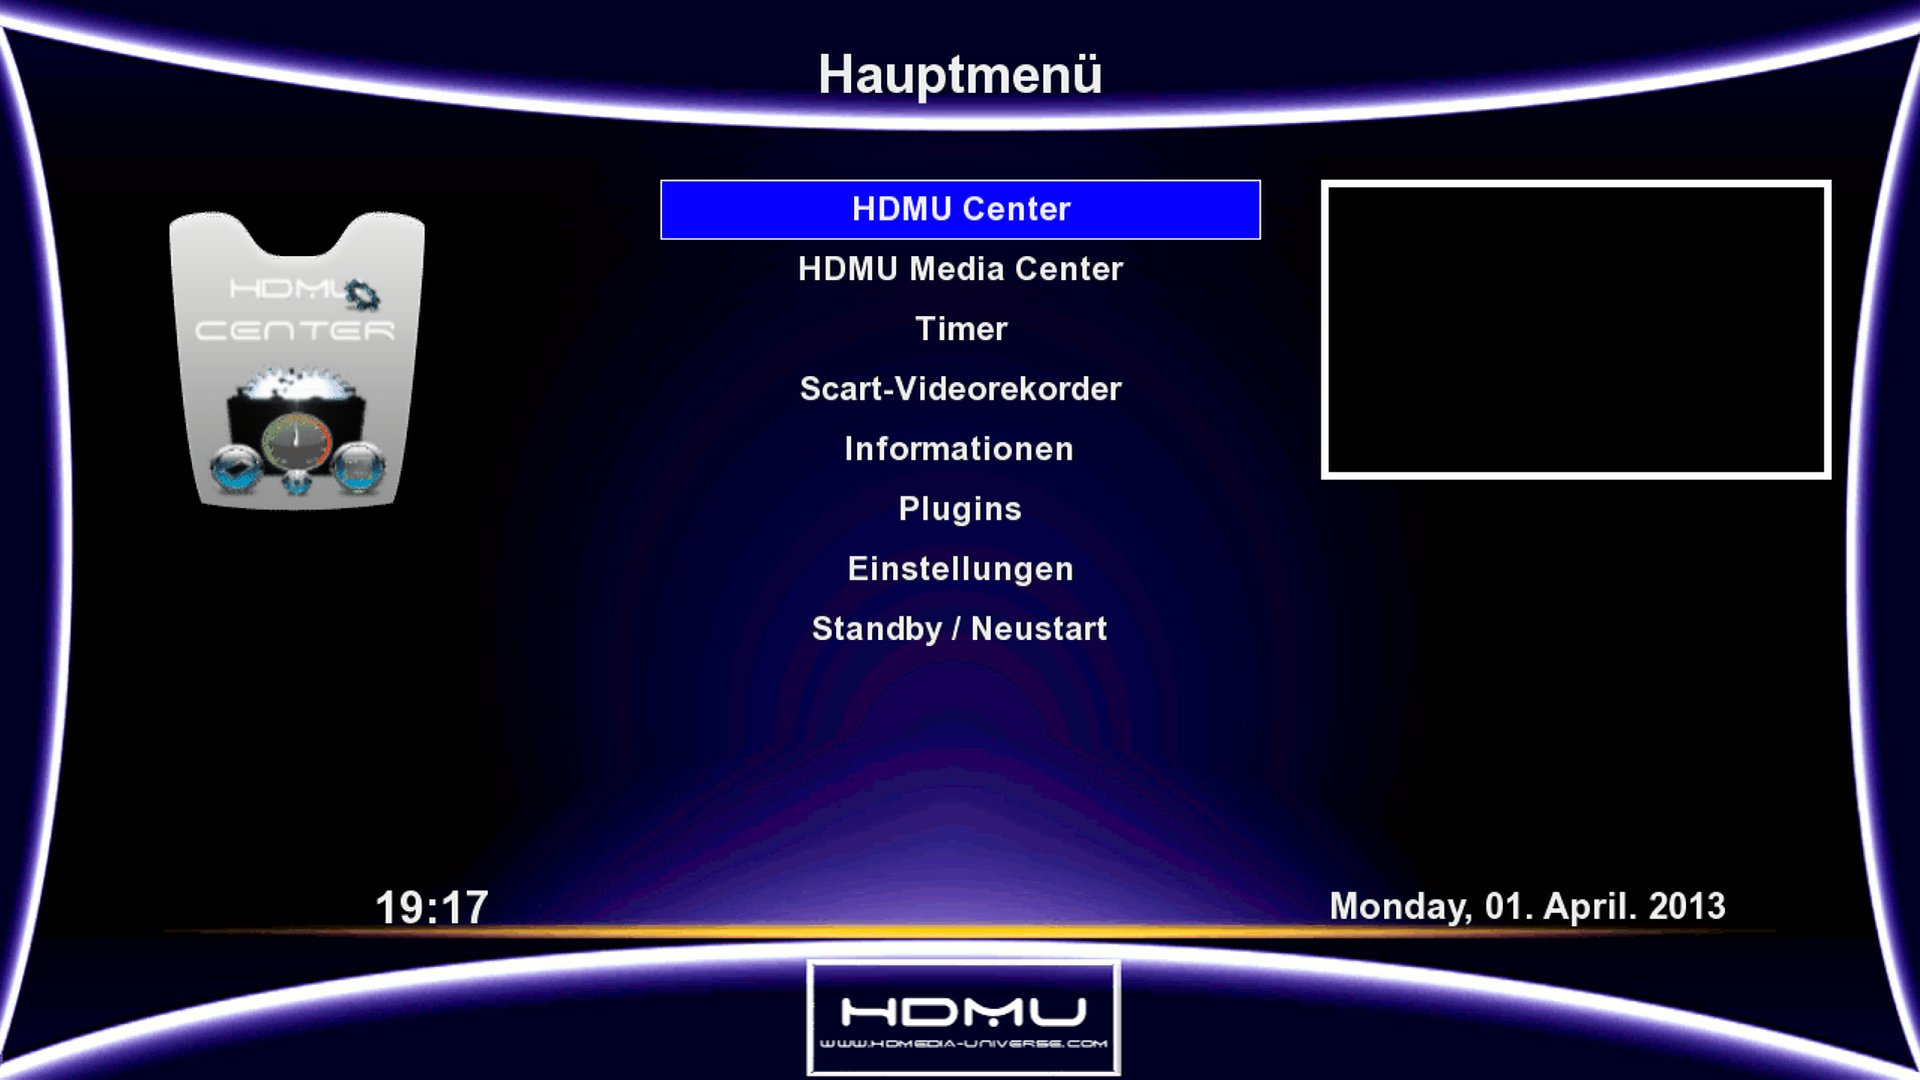 Hauptmenü
HDMU
CENTER
HDMU Center
HDMU Media Center
Timer
Scart-Videorekorder
Informationen
Plugins
Einstellungen
Standby / Neustart
19:17
Monday, 01. April. 2013
HDMU
WWW.HDMEDIA-UNIVERSE.COM